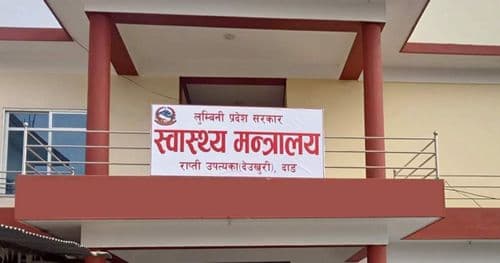 लुम्बिनी प्रदेश सरकार
स्वास्थ्य मन्त्रालय
राप्ती उपत्यका(देउखुरी), दाङ